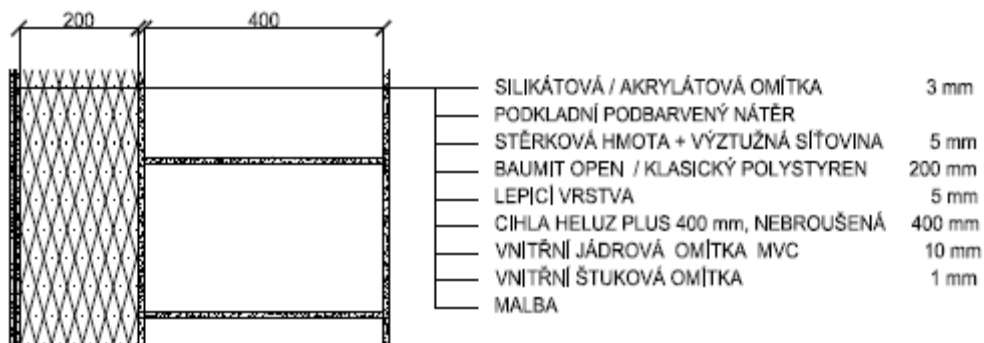 200 400
SILIKÁTOVÁ / AKRYLÁTOVÁ OMÍTKA 3 mm
PODKLADNÍ PODBARVENÝ NÁTĚR
STĚRKOVÁ HMOTA + VÝZTUŽNÁ SÍŤOVINA 5 mm
BAUMIT OPEN / KLASICKÝ POLYSTYREN 200 mm
LEPICÍ VRSTVA 5 mm
CIHLA HELUZ PLUS 400 mm, NEBROUŠENÁ 400 mm
VNITŘNÍ JÁDROVÁ OMÍTKA MVC 10 mm
VNITŘNÍ ŠTUKOVÁ OMÍTKA 1 mm
MALBA